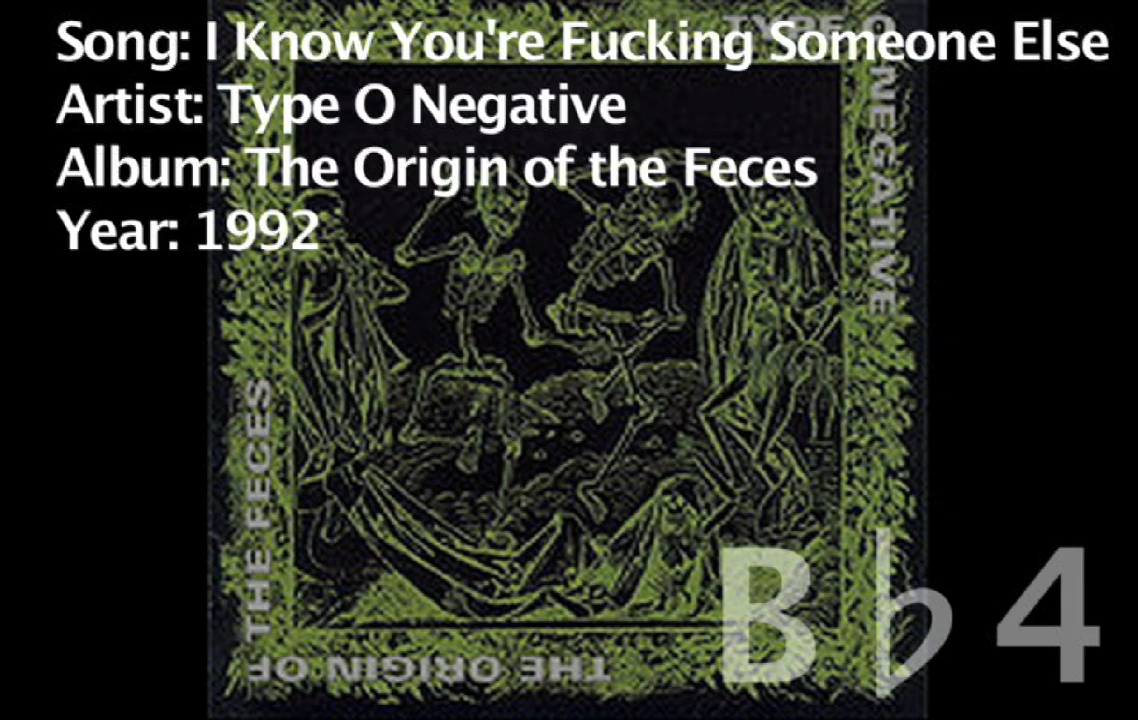 Song: I Know You're Fucking Someone Else
Artist: Type O Negative
Album: The Origin of the Feces
Year: 1992
TYPE O
NEGATIVE
THE ORIGIN OF
THE FECES
B♭4